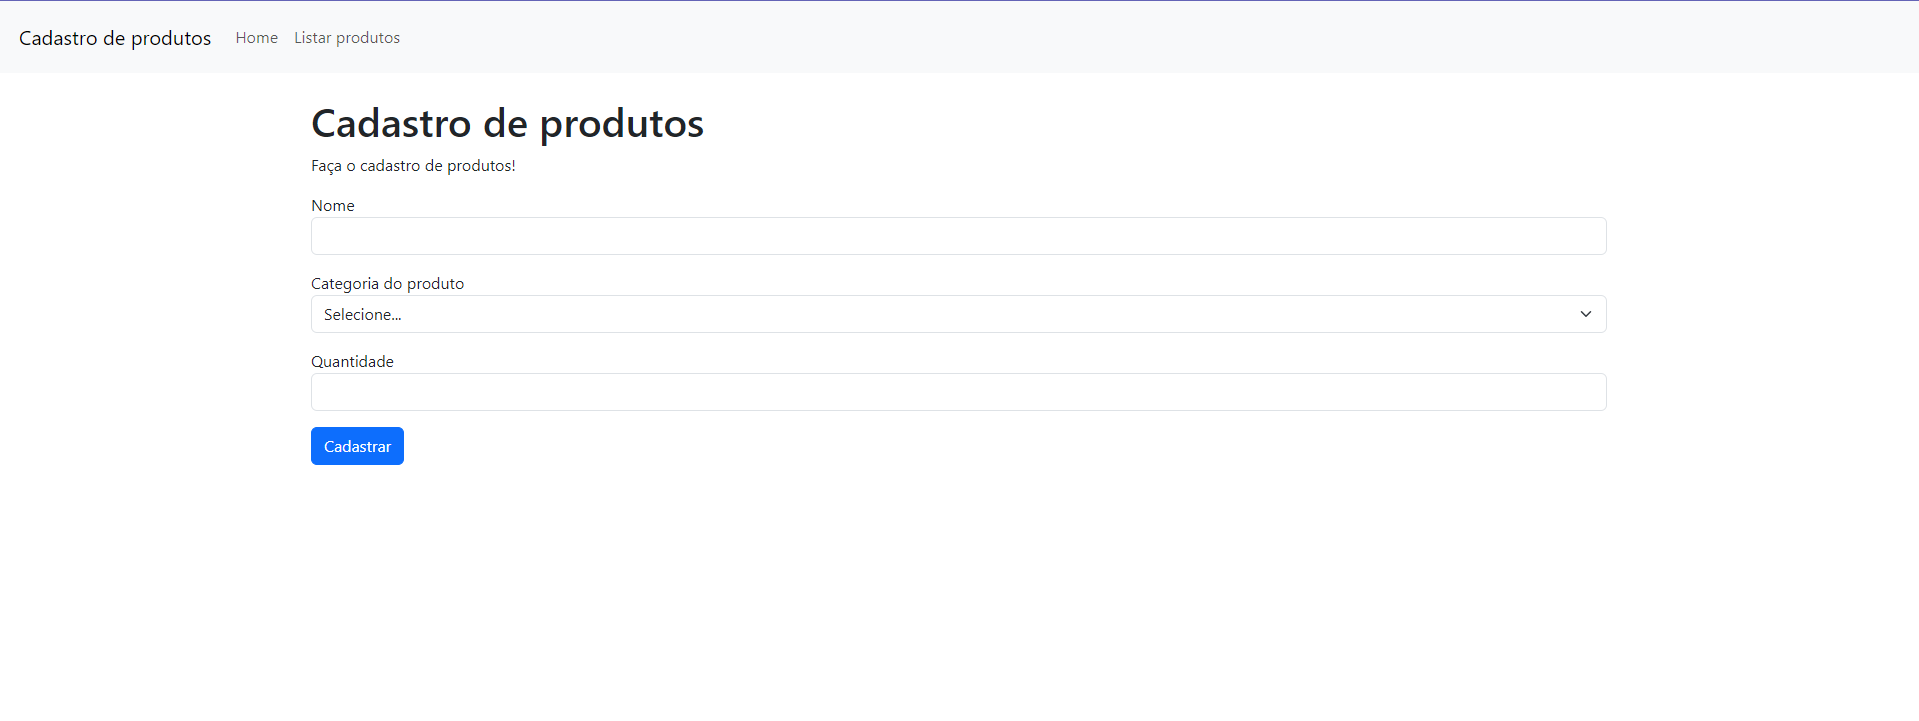 Cadastro de produtos Home Listar produtos
Cadastro de produtos
Faça o cadastro de produtos!
Nome
Categoria do produto
Selecione...
Quantidade
Cadastrar